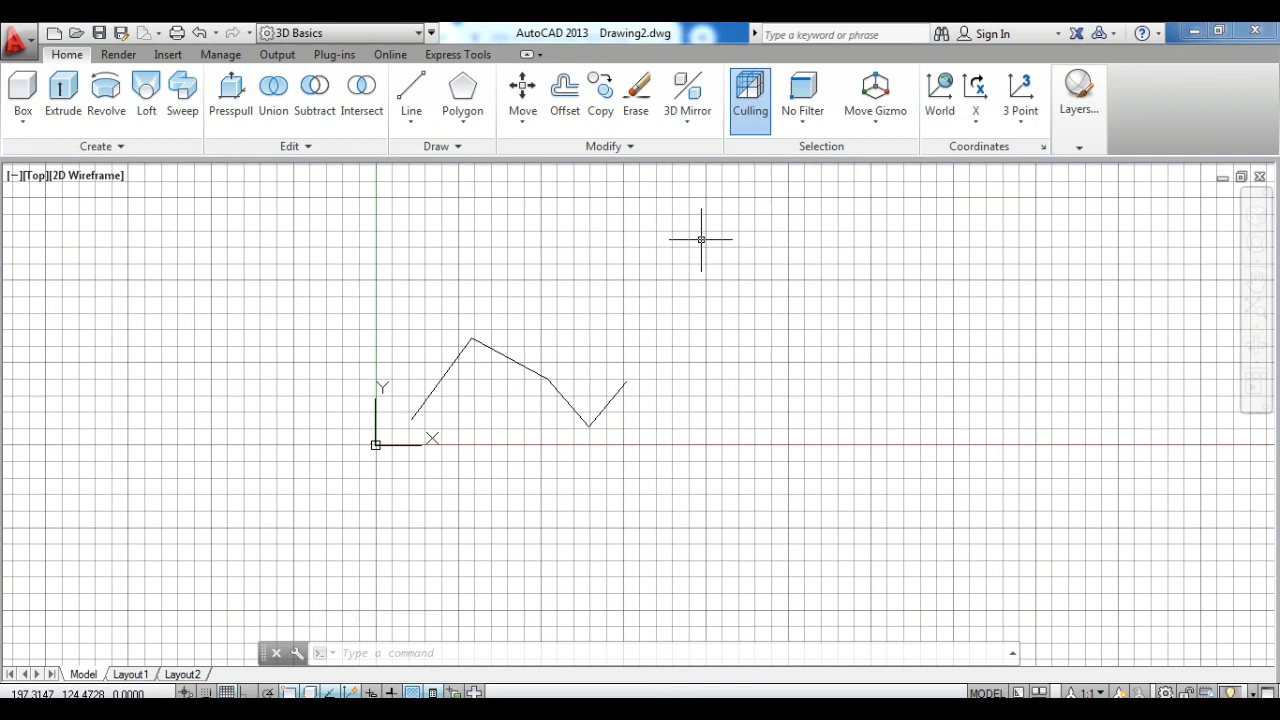 3D Basics
AutoCAD 2013 Drawing2.dwg
Type a keyword or phrase
Sign In
Home Render Insert Manage Output Plug-ins Online Express Tools
Box Extrude Revolve Loft Sweep Presspull Union Subtract Intersect Line Polygon Move Offset Copy Erase 3D Mirror Culling No Filter Move Gizmo World X 3 Point Layers...
Create Edit Draw Modify Selection Coordinates
[−][Top][2D Wireframe]
Y
X
Type a command
Model Layout1 Layout2
197.3147, 124.4728, 0.0000
MODEL
1:1